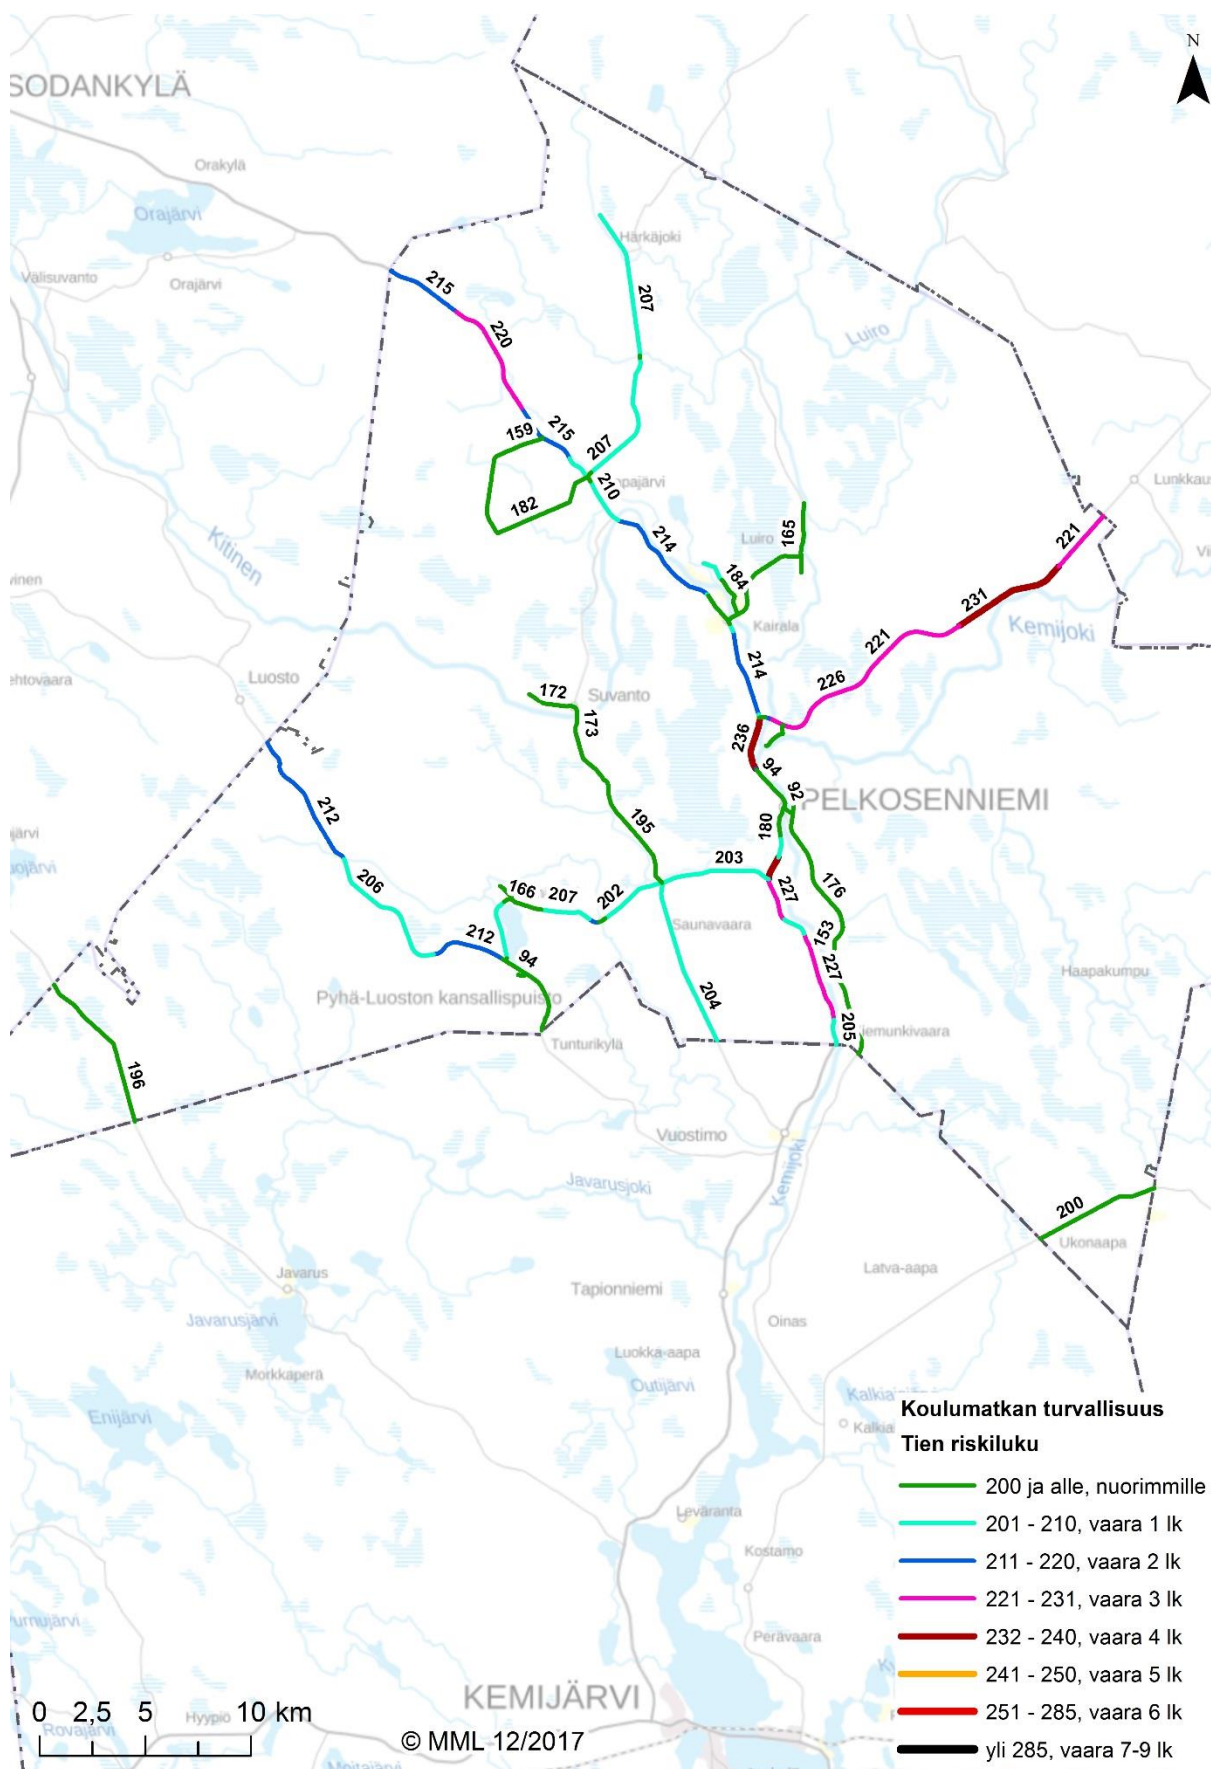 N
SODANKYLÄ
Orakylä
Orajärvi
Härkäjoki
Välisuvanto
Orajärvi
215
207
220
Luiro
159
215
207
182
210
Lunkkau
214
165
Luiro
221
Kitinen
184
231
Kemijoki
Kairala
221
214
Luosto
172
Suvanto
226
173
236
94
92
PELKOSENNIEMI
212
195
180
203
206
166
207
202
227
176
Saunavaara
153
212
94
227
Haapakumpu
Pyhä-Luoston kansallispuisto
204
205
Tunturikylä
196
Vuostimo
Kemijoki
Javarusjoki
200
Ukonaapa
Javarus
Tapionniemi
Latva-aapa
Javarusjärvi
Oinas
Luokka-aapa
Morkkaperä
Outijärvi
Enijärvi
Koulumatkan turvallisuus
Tien riskiluku
200 ja alle, nuorimmille
201 - 210, vaara 1 lk
211 - 220, vaara 2 lk
221 - 231, vaara 3 lk
232 - 240, vaara 4 lk
241 - 250, vaara 5 lk
251 - 285, vaara 6 lk
yli 285, vaara 7-9 lk
Leväranta
Kostamo
Perävaara
KEMIJÄRVI
0 2,5 5 10 km
Hyypiö
Rovajärvi
© MML 12/2017